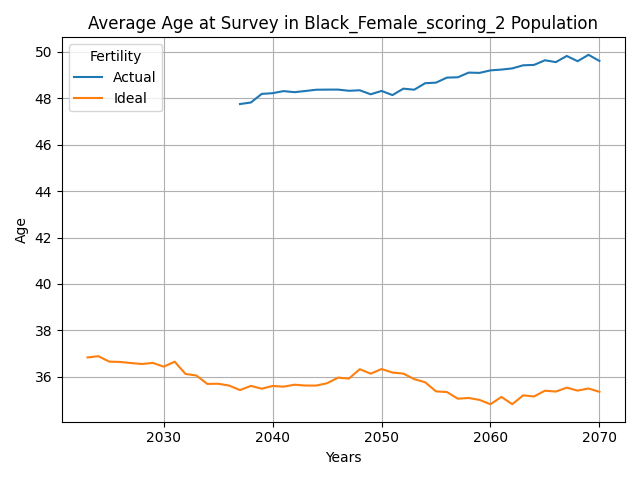 Average Age at Survey in Black_Female_scoring_2 Population
Fertility
Actual
Ideal
Age
50
48
46
44
42
40
38
36
2030 2040 2050 2060 2070
Years